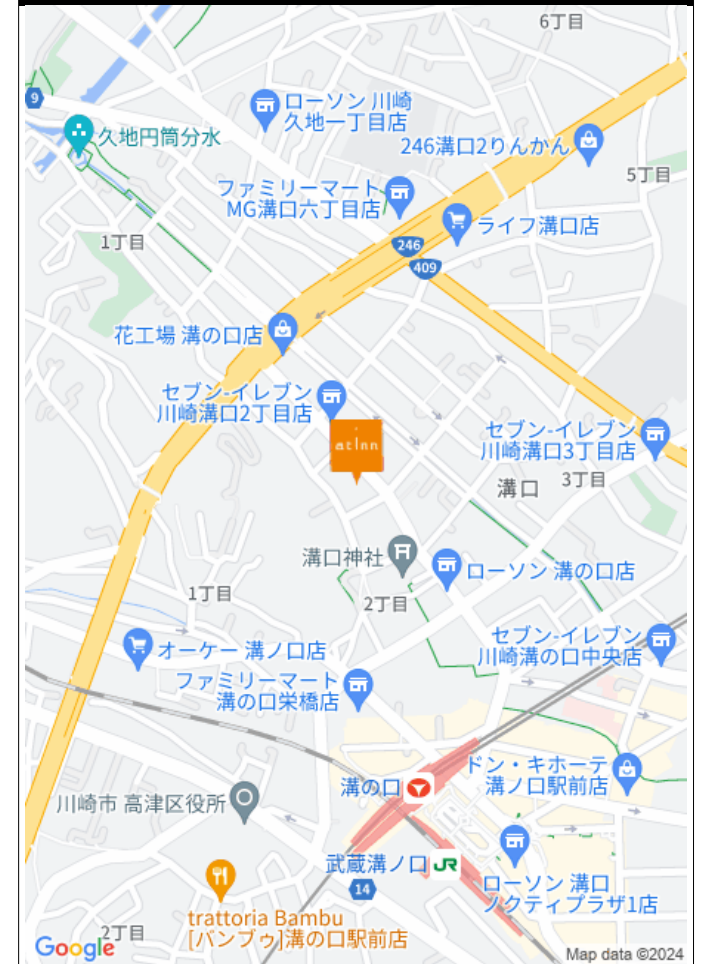 6丁目
9
ローソン 川崎
久地一丁目店
久地円筒分水
246溝口2りんかん
5丁目
ファミリーマート
MG溝口六丁目店
ライフ溝口店
1丁目
246
409
花工場 溝の口店
セブン-イレブン
川崎溝口2丁目店
atinn
セブン-イレブン
川崎溝口3丁目店
溝口
3丁目
溝口神社
ローソン 溝の口店
1丁目
2丁目
オーケー 溝ノ口店
セブン-イレブン
川崎溝の口中央店
ファミリーマート
溝の口栄橋店
ドン・キホーテ
溝ノ口駅前店
溝の口
川崎市 高津区役所
武蔵溝ノ口
JR
14
ローソン 溝口
ノクティプラザ1店
trattoria Bambu
[バンブゥ]溝の口駅前店
2丁目
Google
Map data ©2024